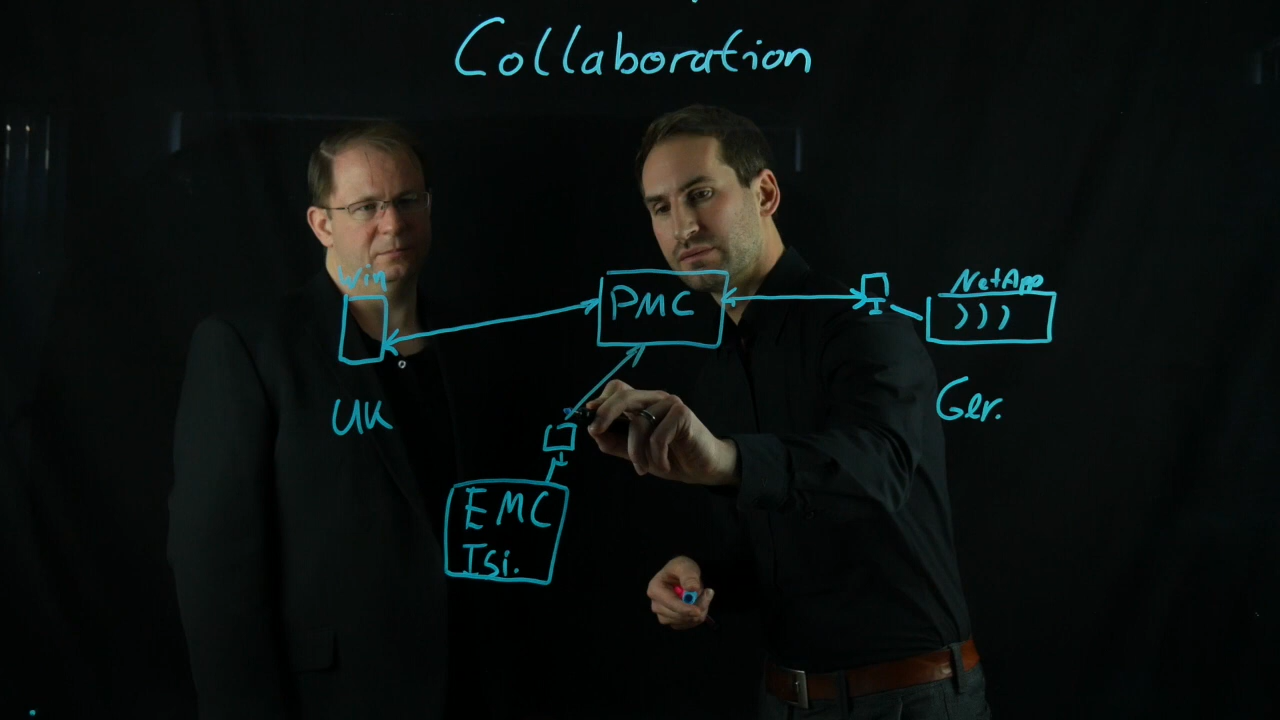 Collaboration
Win
PMC
NetApp
UK
Ger.
EMC
Isi.